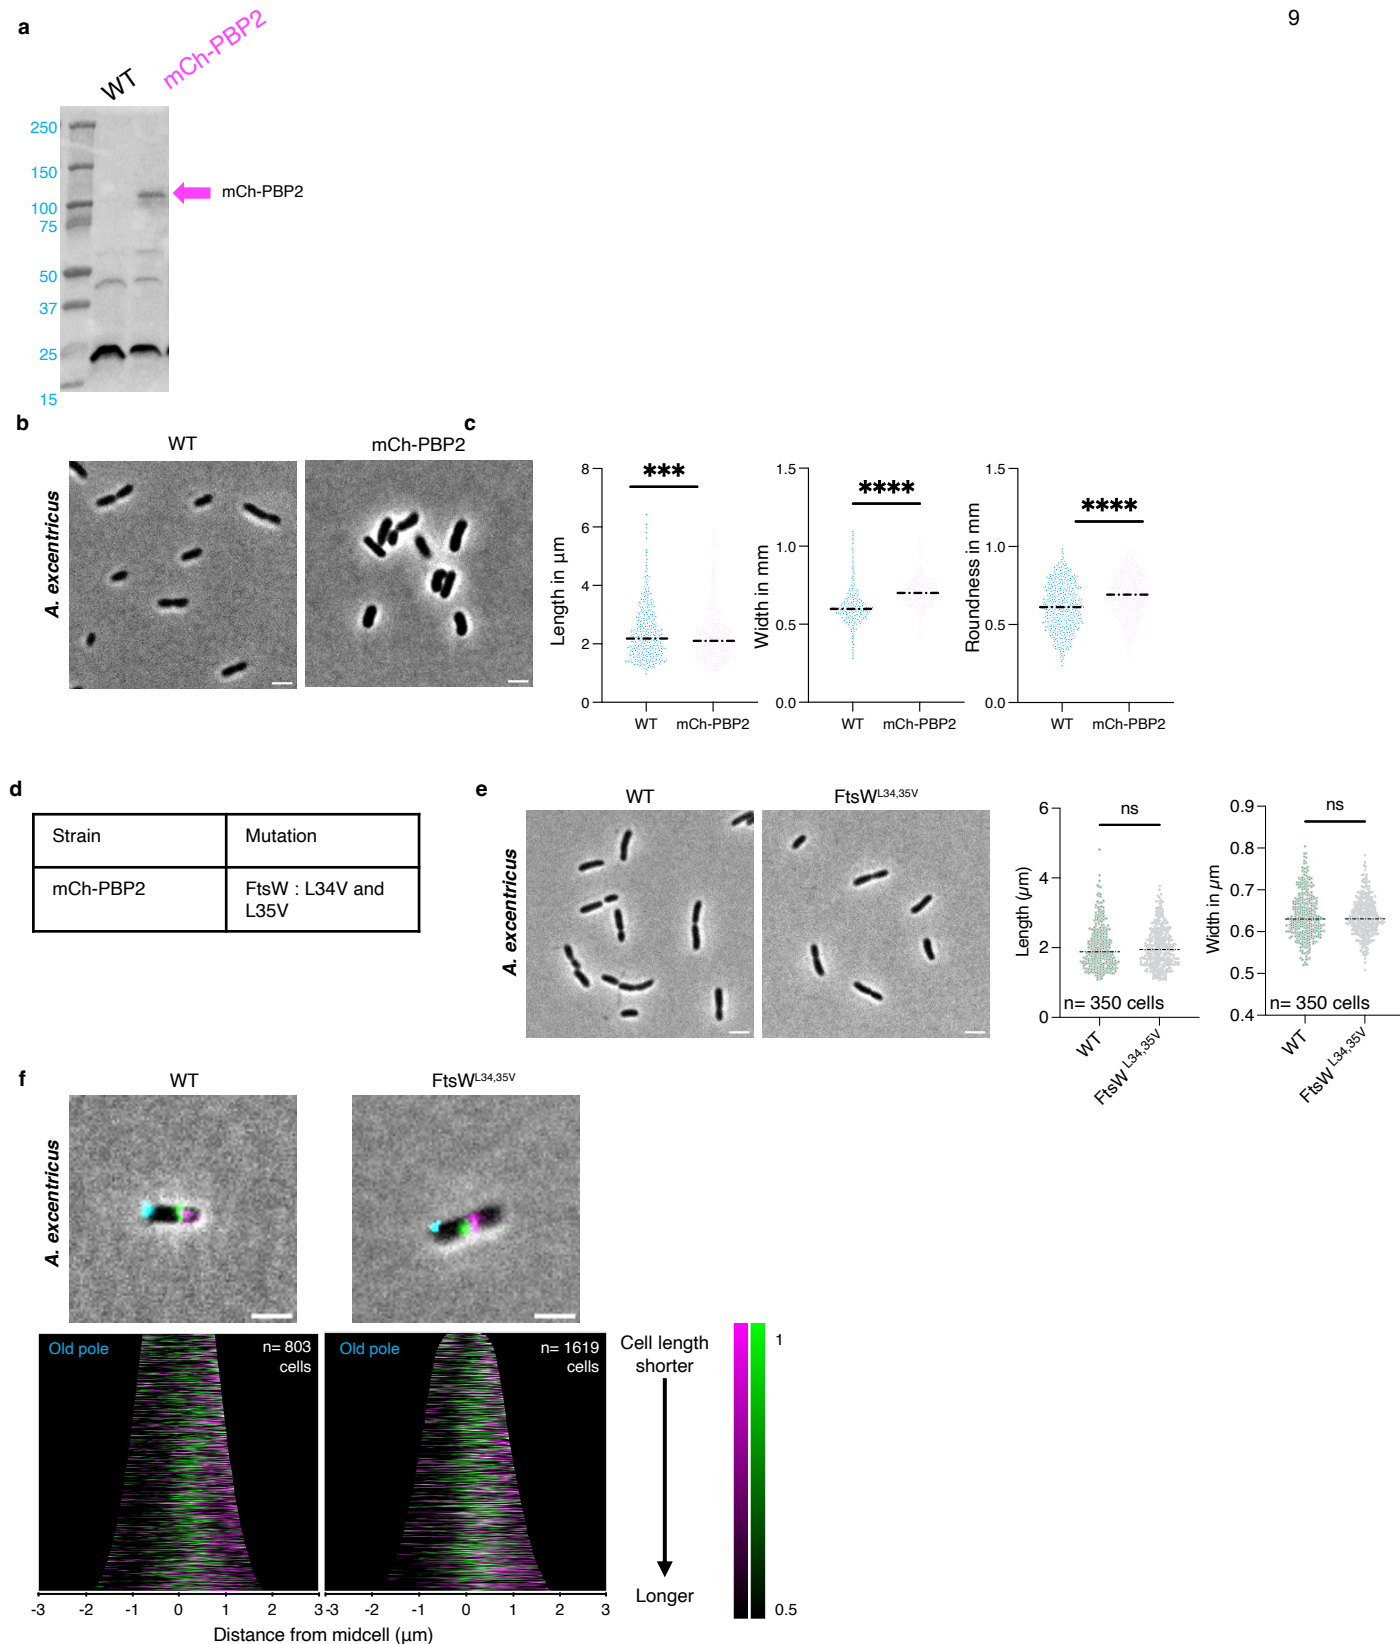 9
a
WT
mCh-PBP2
250
150
100
75
50
37
25
15
mCh-PBP2
b
WT
mCh-PBP2
A. excentricus
c
***
8
6
4
2
0
Length in µm
WT
mCh-PBP2
****
1.5
1.0
0.5
0.0
Width in mm
WT
mCh-PBP2
****
1.5
1.0
0.5
0.0
Roundness in mm
WT
mCh-PBP2
d
Strain
Mutation
mCh-PBP2
FtsW : L34V and
L35V
e
WT
FtsW^L34,35V
A. excentricus
ns
6
4
2
0
Length (µm)
n= 350 cells
WT
FtsW^L34,35V
ns
0.9
0.8
0.7
0.6
0.5
0.4
Width in µm
n= 350 cells
WT
FtsW^L34,35V
f
WT
FtsW^L34,35V
A. excentricus
Old pole
n= 803
cells
Old pole
n= 1619
cells
Cell length
shorter
Longer
1
0.5
-3 -2 -1 0 1 2 3
-3 -2 -1 0 1 2 3
Distance from midcell (µm)